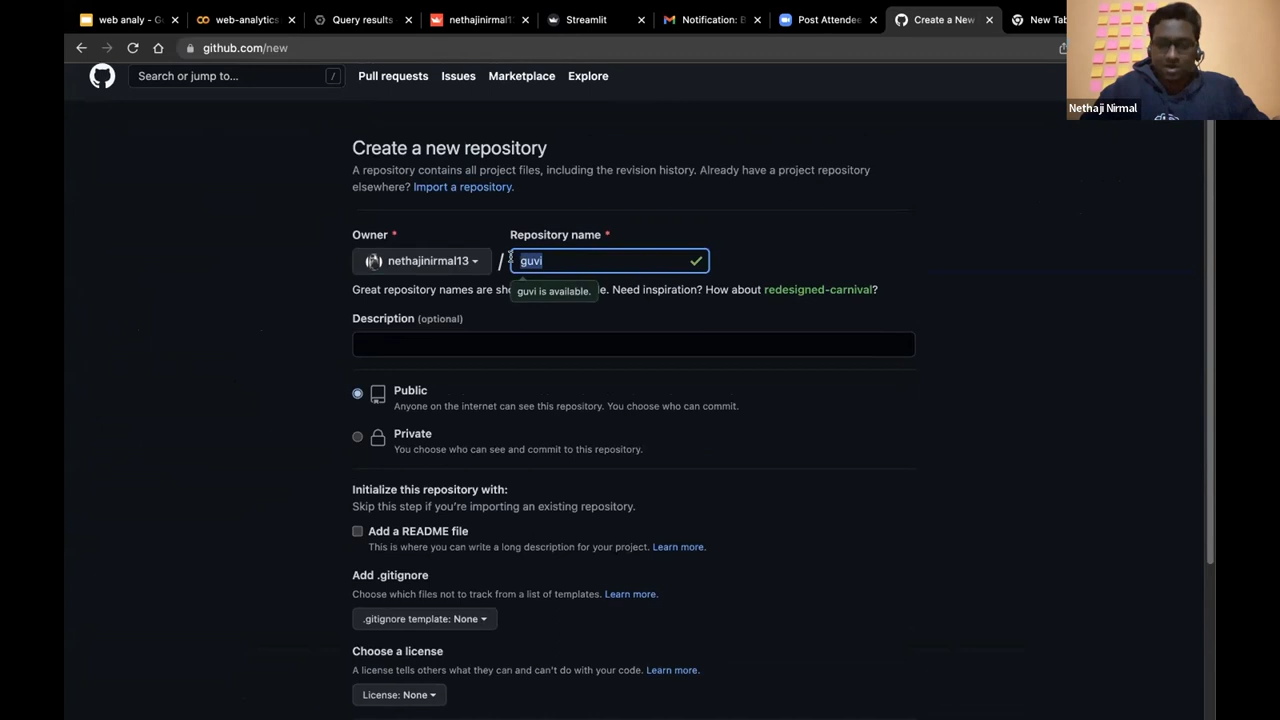 web analy - G
web-analytics
Query results
nethajinirmal1
Streamlit
Notification: B
Post Attendee
Create a New
New Tab
github.com/new
Search or jump to...
/
Pull requests
Issues
Marketplace
Explore
Nethaji Nirmal
Create a new repository
A repository contains all project files, including the revision history. Already have a project repository
elsewhere? Import a repository.
Owner *
Repository name *
nethajinirmal13
/
guvi
guvi is available.
Great repository names are sho e. Need inspiration? How about redesigned-carnival?
Description (optional)
Public
Anyone on the internet can see this repository. You choose who can commit.
Private
You choose who can see and commit to this repository.
Initialize this repository with:
Skip this step if you're importing an existing repository.
Add a README file
This is where you can write a long description for your project. Learn more.
Add .gitignore
Choose which files not to track from a list of templates. Learn more.
.gitignore template: None
Choose a license
A license tells others what they can and can't do with your code. Learn more.
License: None